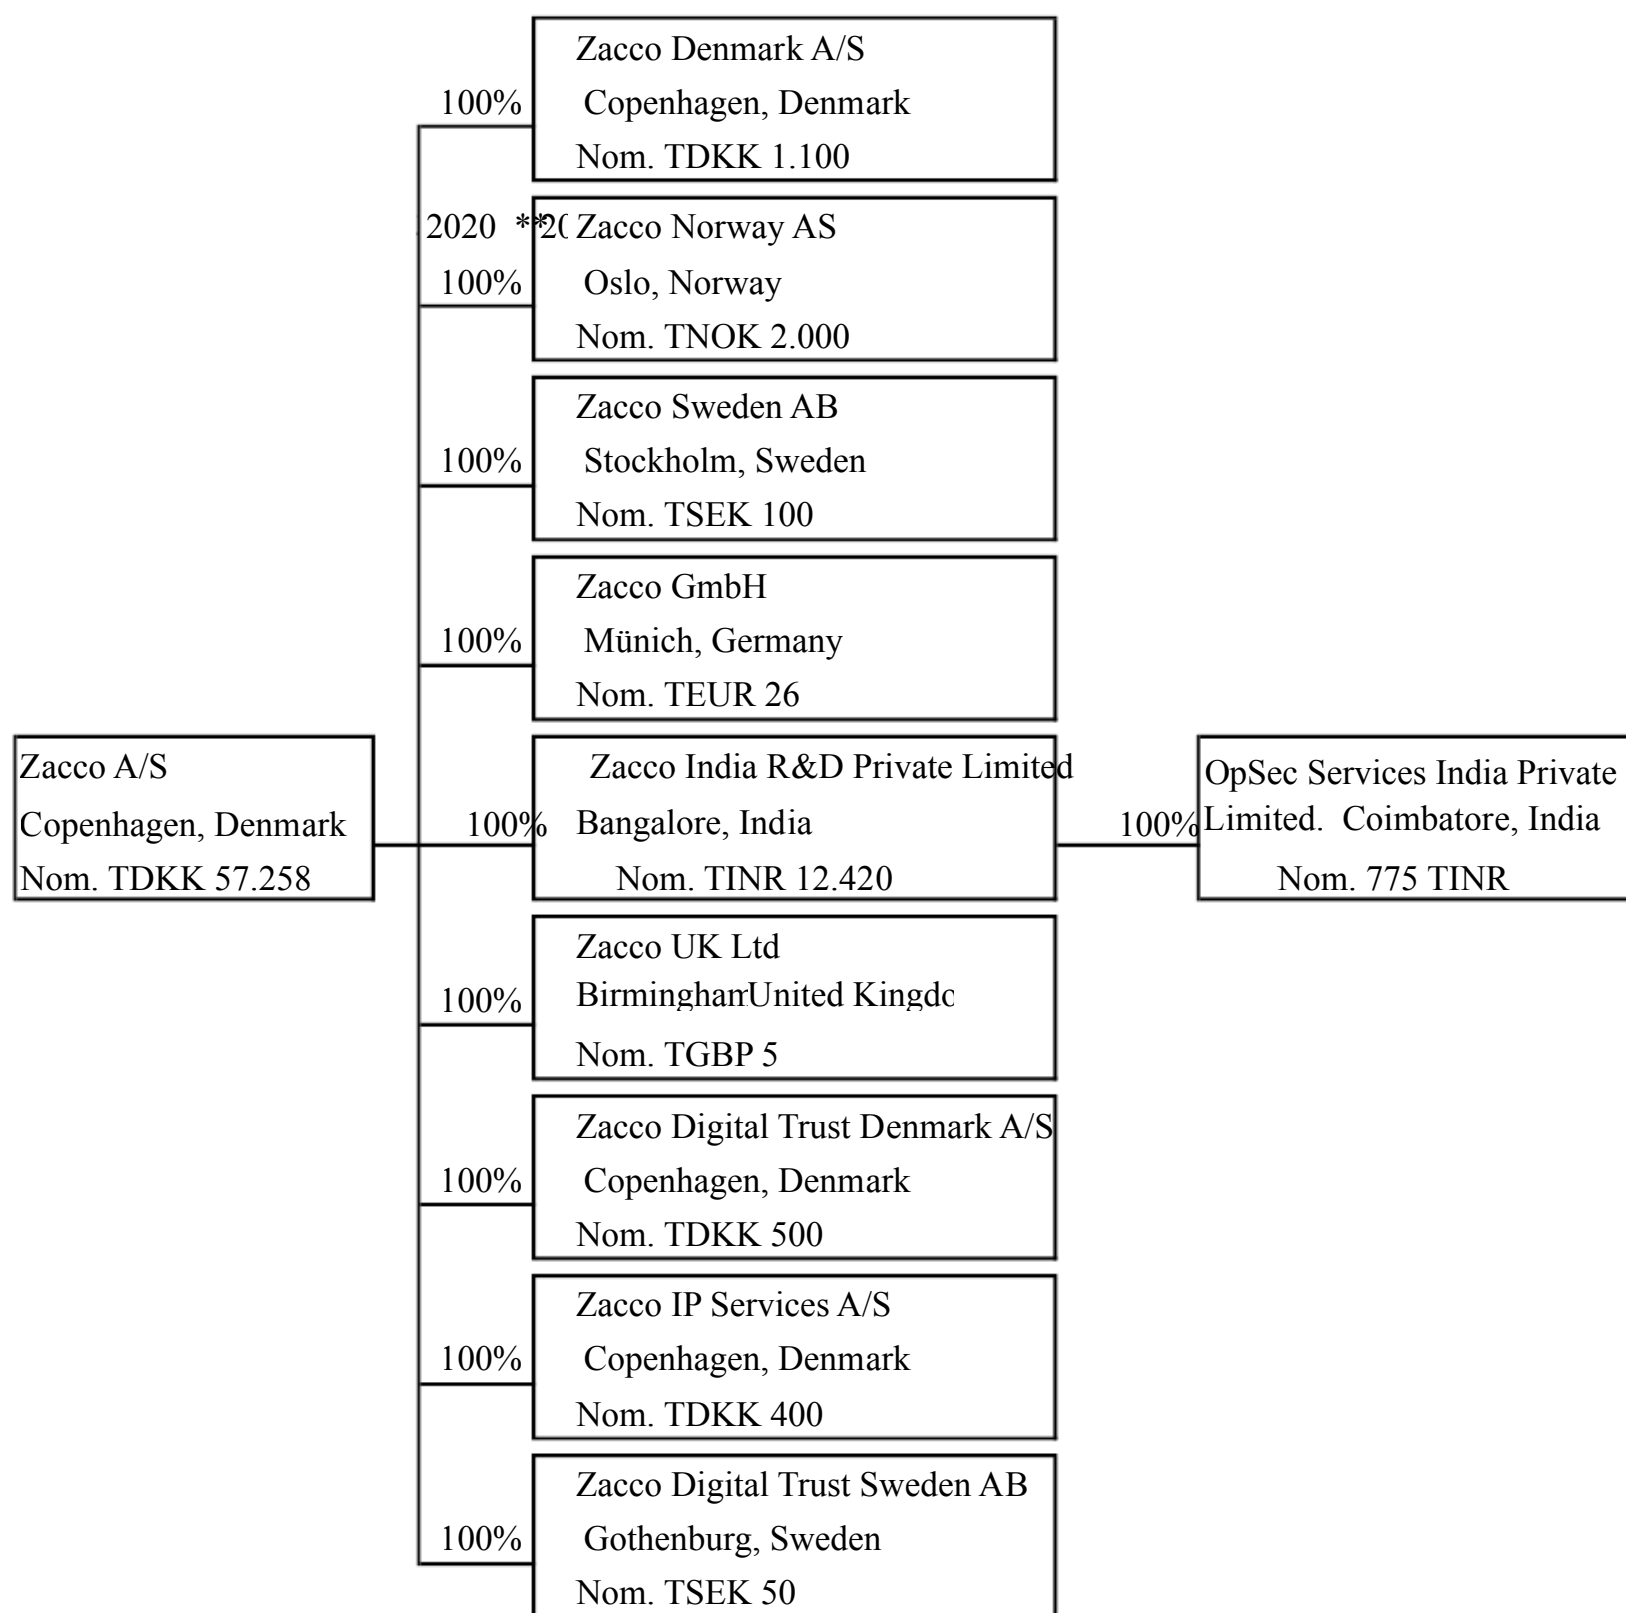 Zacco Denmark A/S
100%
Copenhagen, Denmark
Nom. TDKK 1.100
2020 **20
Zacco Norway AS
100%
Oslo, Norway
Nom. TNOK 2.000
Zacco Sweden AB
100%
Stockholm, Sweden
Nom. TSEK 100
Zacco GmbH
100%
Münich, Germany
Nom. TEUR 26
Zacco A/S
Copenhagen, Denmark
Nom. TDKK 57.258
Zacco India R&D Private Limited
100%
Bangalore, India
Nom. TINR 12.420
100%
OpSec Services India Private
Limited. Coimbatore, India
Nom. 775 TINR
Zacco UK Ltd
100%
Birmingham United Kingdo
Nom. TGBP 5
Zacco Digital Trust Denmark A/S
100%
Copenhagen, Denmark
Nom. TDKK 500
Zacco IP Services A/S
100%
Copenhagen, Denmark
Nom. TDKK 400
Zacco Digital Trust Sweden AB
100%
Gothenburg, Sweden
Nom. TSEK 50